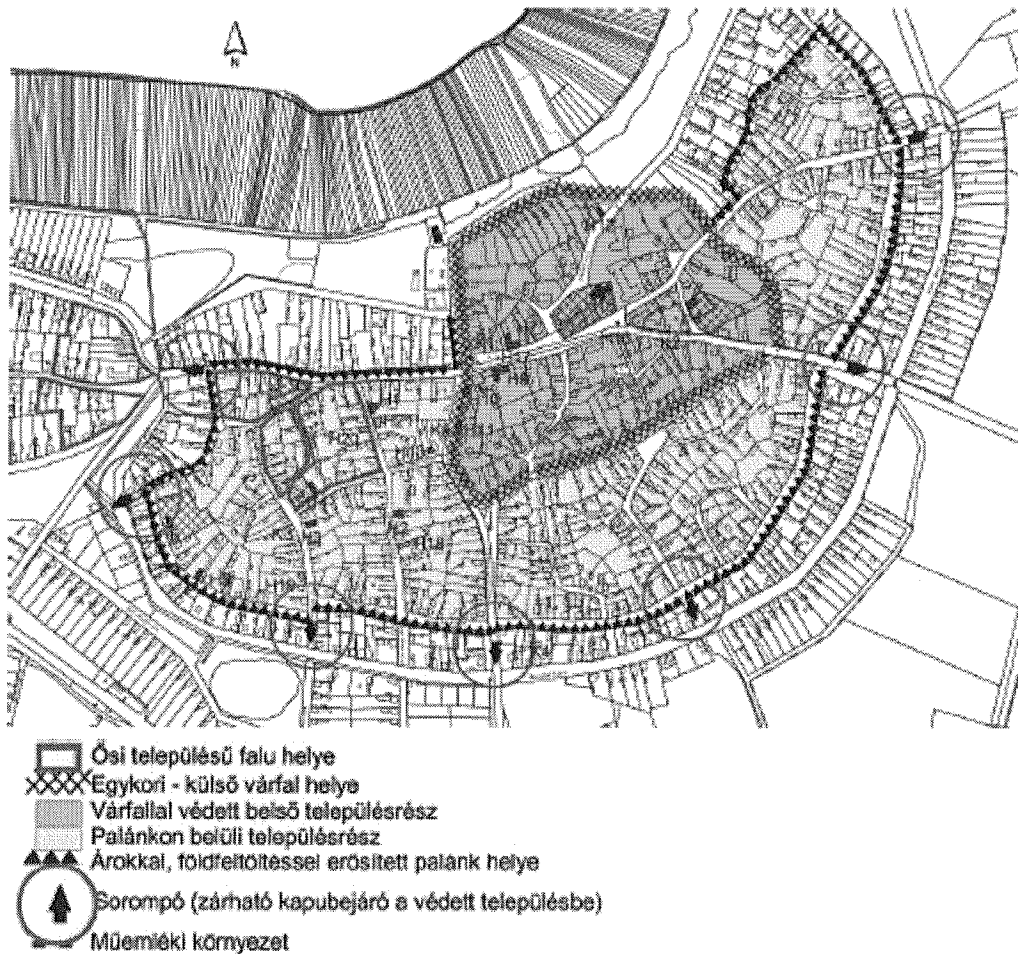 N
Ősi településű falu helye
Egykori - külső várfal helye
Várfallal védett belső településrész
Palánkon belüli településrész
Árokkal, földfeltöltéssel erősített palánk helye
Sorompó (zárható kapubejáró a védett településbe)
Műemléki környezet